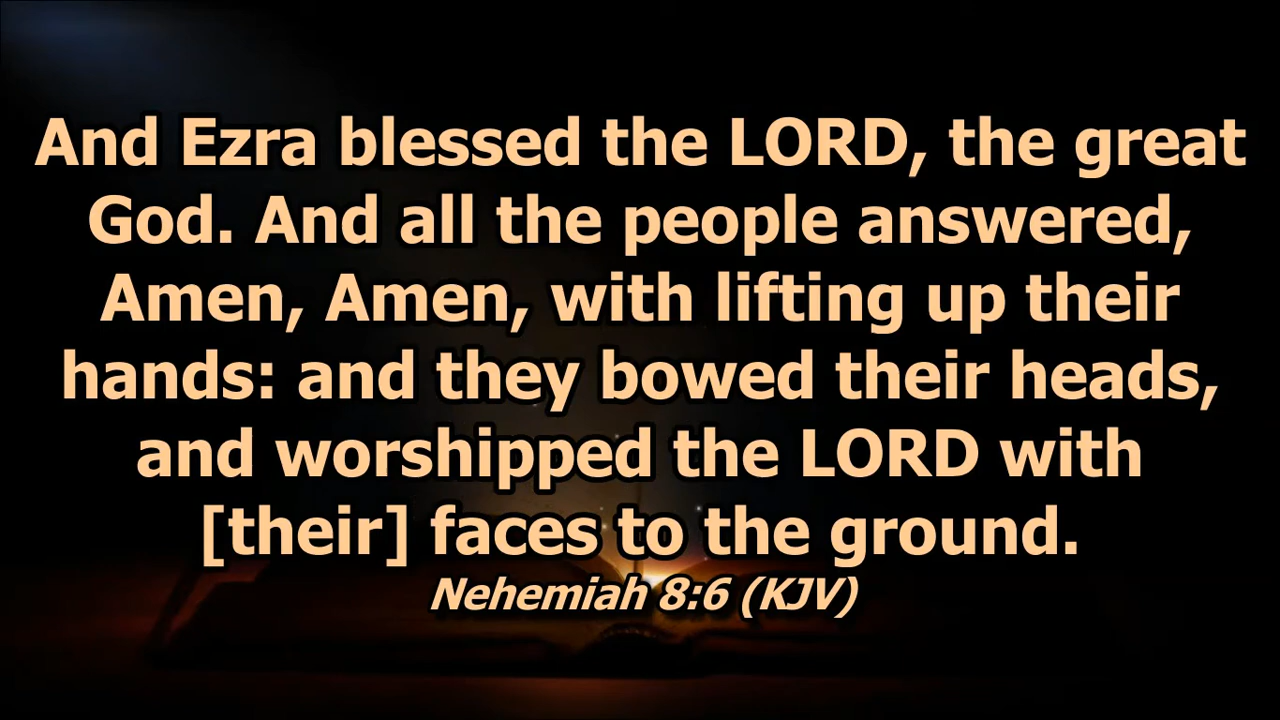 And Ezra blessed the LORD, the great
God. And all the people answered,
Amen, Amen, with lifting up their
hands: and they bowed their heads,
and worshipped the LORD with
[their] faces to the ground.
Nehemiah 8:6 (KJV)